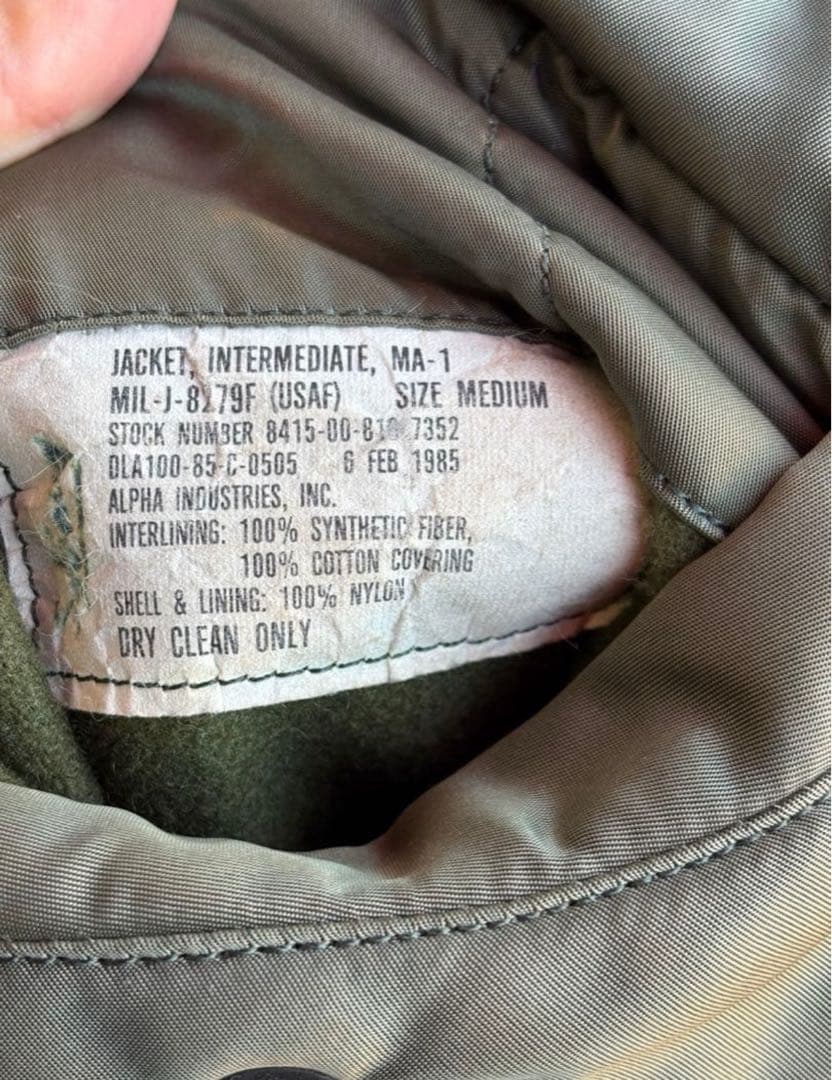 JACKET, INTERMEDIATE, MA-1
MIL-J-8279F (USAF) SIZE MEDIUM
STOCK NUMBER 8415-00- 7352
DLA100-85-C-0505 6 FEB 1985
ALPHA INDUSTRIES, INC.
INTERLINING: 100% SYNTHETIC FIBER,
100% COTTON COVERING
SHELL & LINING: 100% NYLON
DRY CLEAN ONLY